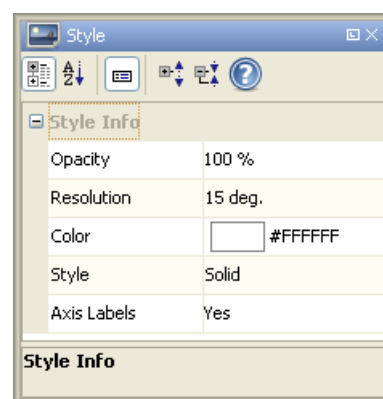 Style
Style Info
Opacity 100 %
Resolution 15 deg.
Color #FFFFFF
Style Solid
Axis Labels Yes
Style Info